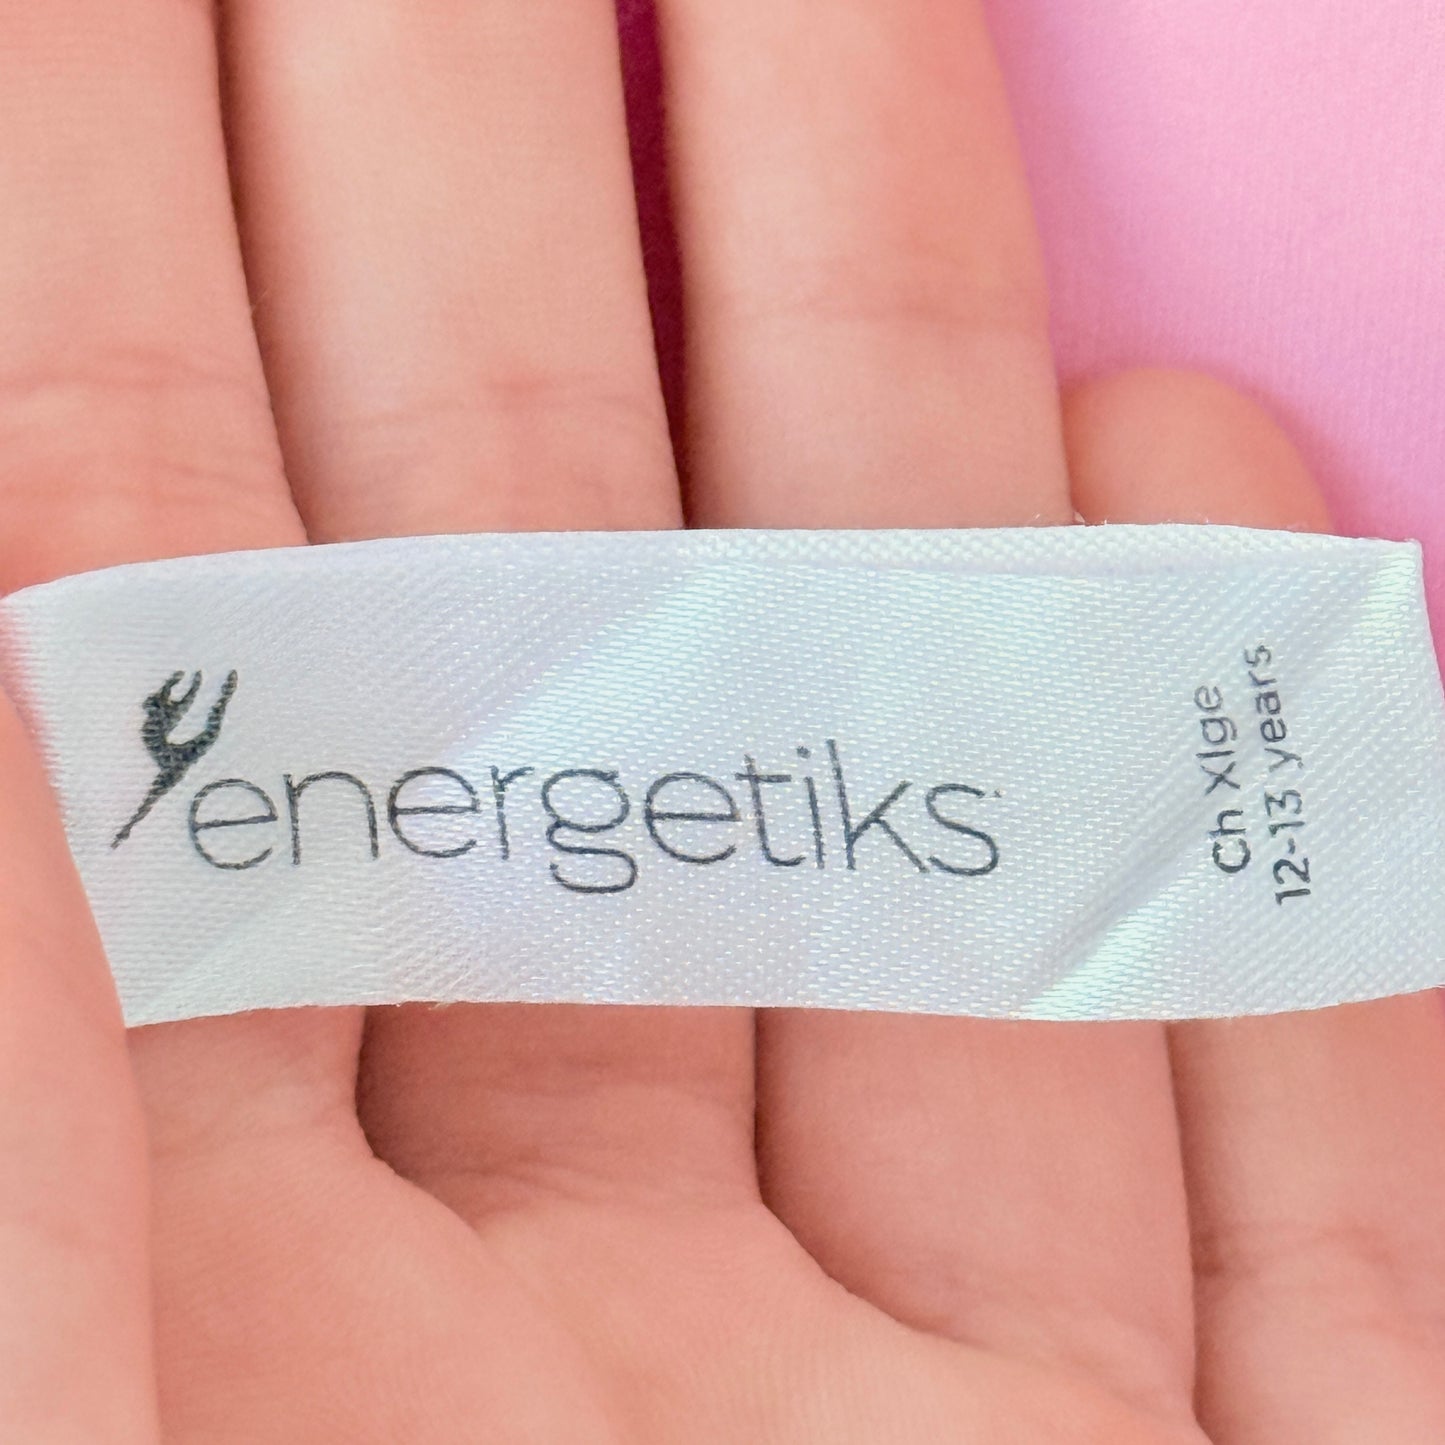 energetiks
Ch Xlge
12-13 years